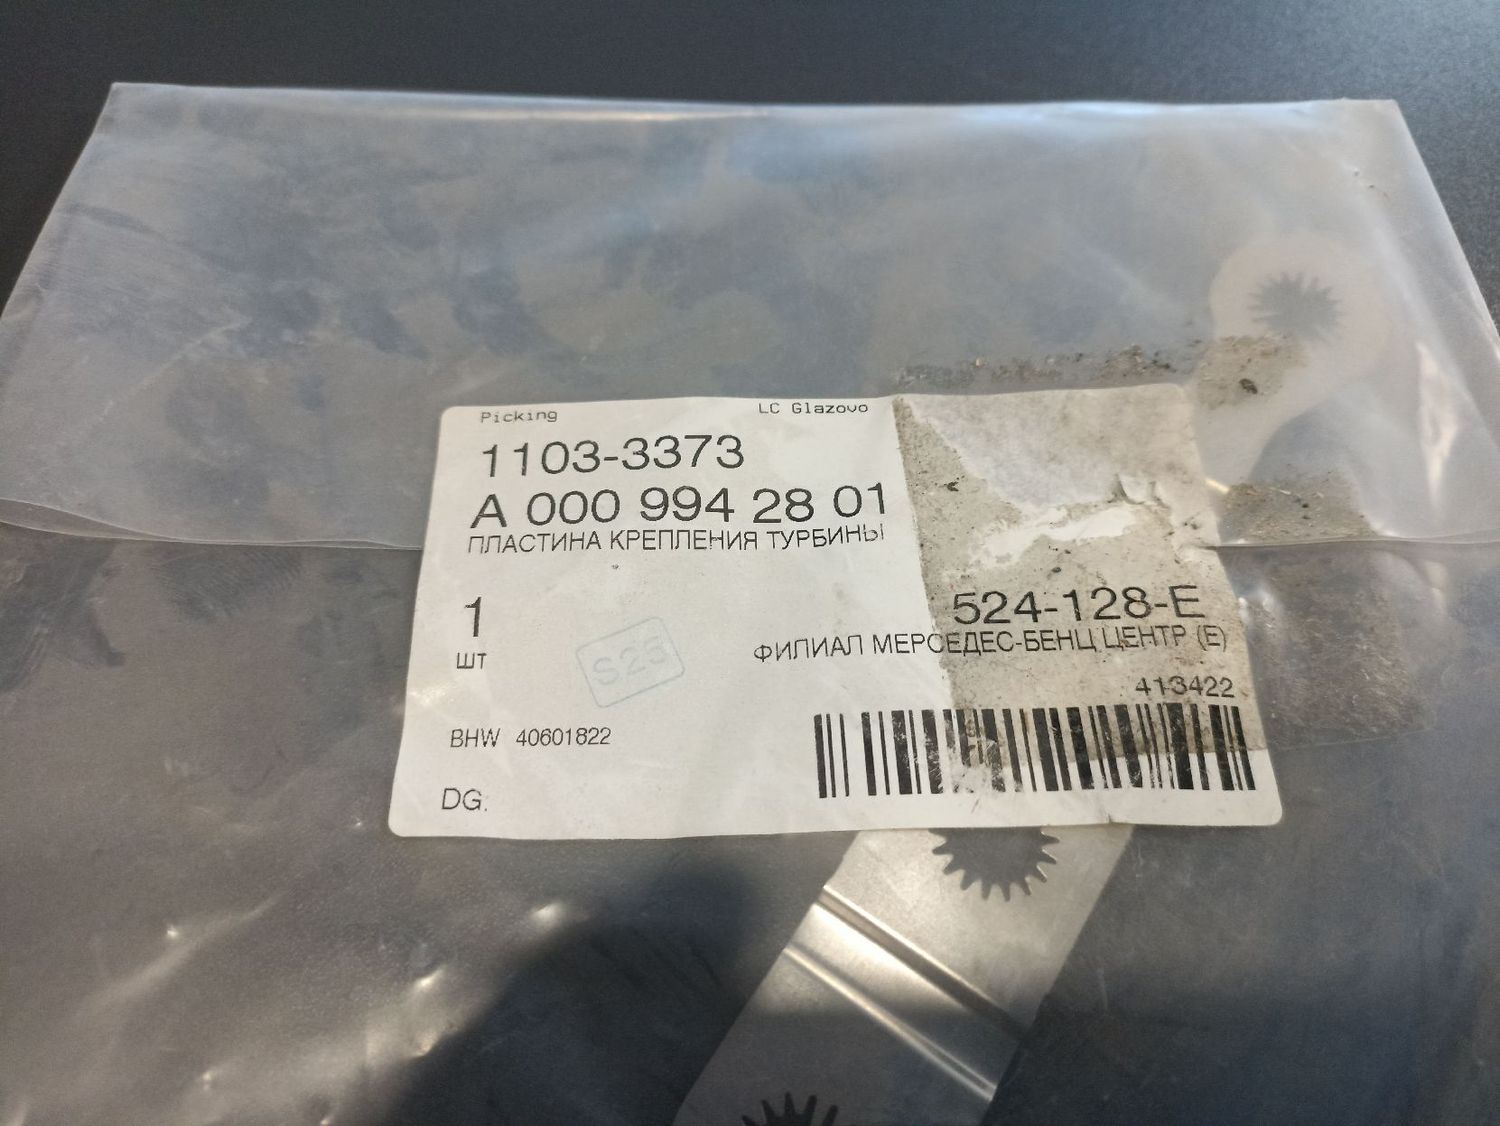 Picking LC Glazovo
1103-3373
A 000 994 28 01
ПЛАСТИНА КРЕПЛЕНИЯ ТУРБИНЫ
1
шт
S25
524-128-E
ФИЛИАЛ МЕРСЕДЕС-БЕНЦ ЦЕНТР (Е)
413422
BHW 40601822
DG.